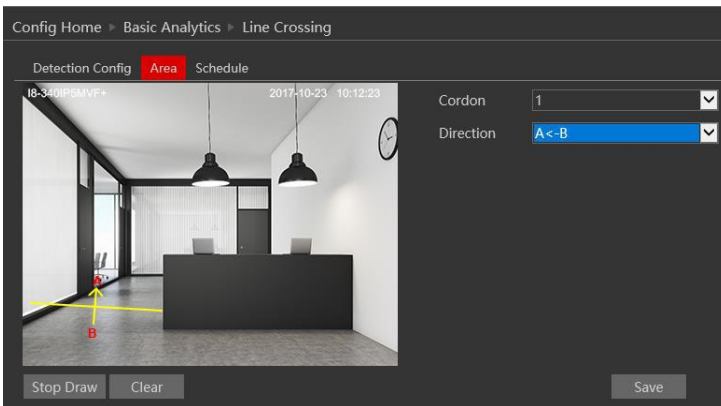 Config Home ▸ Basic Analytics ▸ Line Crossing
Detection Config Area Schedule
I8-340IP5MVF+ 2017-10-23 10:12:23
Cordon 1
Direction A<-B
A
B
Stop Draw Clear Save